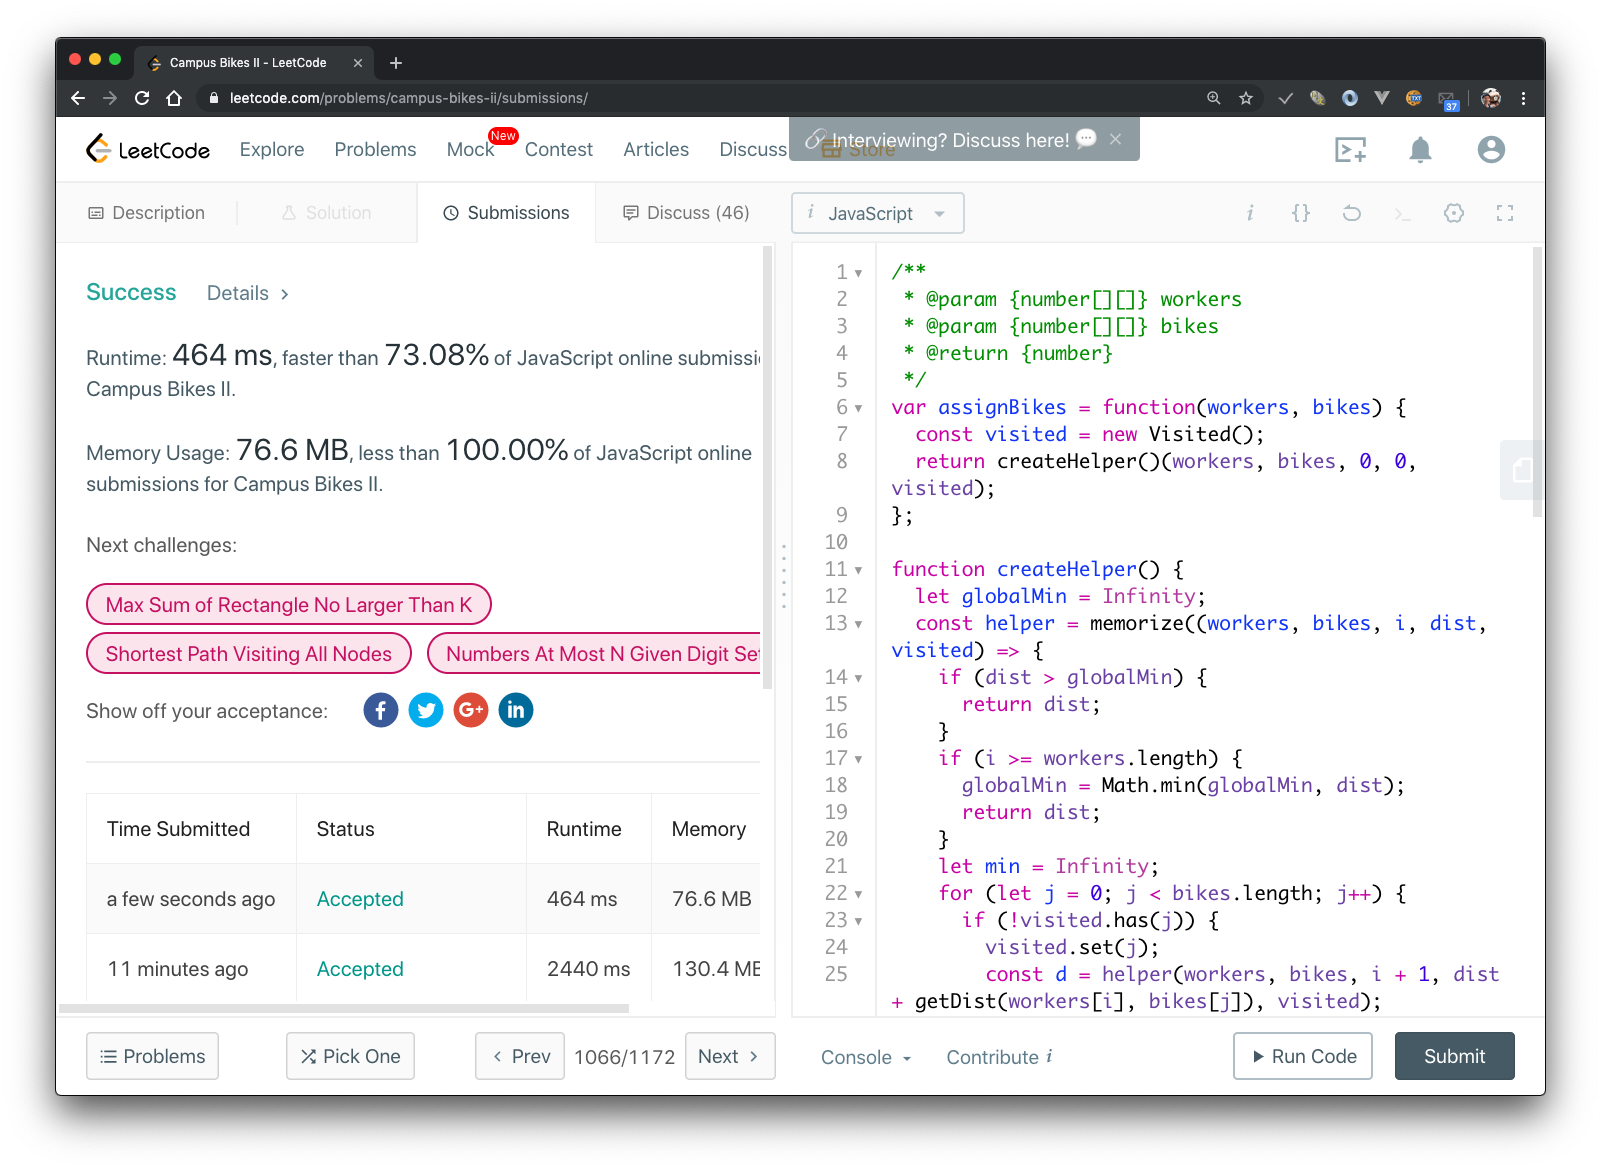 Campus Bikes II - LeetCode
leetcode.com/problems/campus-bikes-ii/submissions/
37
LeetCode
Explore
Problems
Mock
New
Contest
Articles
Discuss
Store
Interviewing? Discuss here!
Description
Solution
Submissions
Discuss (46)
Success
Details
Runtime: 464 ms, faster than 73.08% of JavaScript online submissi
Campus Bikes II.
Memory Usage: 76.6 MB, less than 100.00% of JavaScript online
submissions for Campus Bikes II.
Next challenges:
Max Sum of Rectangle No Larger Than K
Shortest Path Visiting All Nodes
Numbers At Most N Given Digit Set
Show off your acceptance:
Time Submitted Status Runtime Memory
a few seconds ago Accepted 464 ms 76.6 MB
11 minutes ago Accepted 2440 ms 130.4 MB
Problems
Pick One
Prev
1066/1172
Next
i JavaScript
i {}
1 /**
2 * @param {number[][]} workers
3 * @param {number[][]} bikes
4 * @return {number}
5 */
6 var assignBikes = function(workers, bikes) {
7 const visited = new Visited();
8 return createHelper()(workers, bikes, 0, 0,
visited);
9 };
10
11 function createHelper() {
12 let globalMin = Infinity;
13 const helper = memorize((workers, bikes, i, dist,
visited) => {
14 if (dist > globalMin) {
15 return dist;
16 }
17 if (i >= workers.length) {
18 globalMin = Math.min(globalMin, dist);
19 return dist;
20 }
21 let min = Infinity;
22 for (let j = 0; j < bikes.length; j++) {
23 if (!visited.has(j)) {
24 visited.set(j);
25 const d = helper(workers, bikes, i + 1, dist
+ getDist(workers[i], bikes[j]), visited);
Console
Contribute i
Run Code
Submit